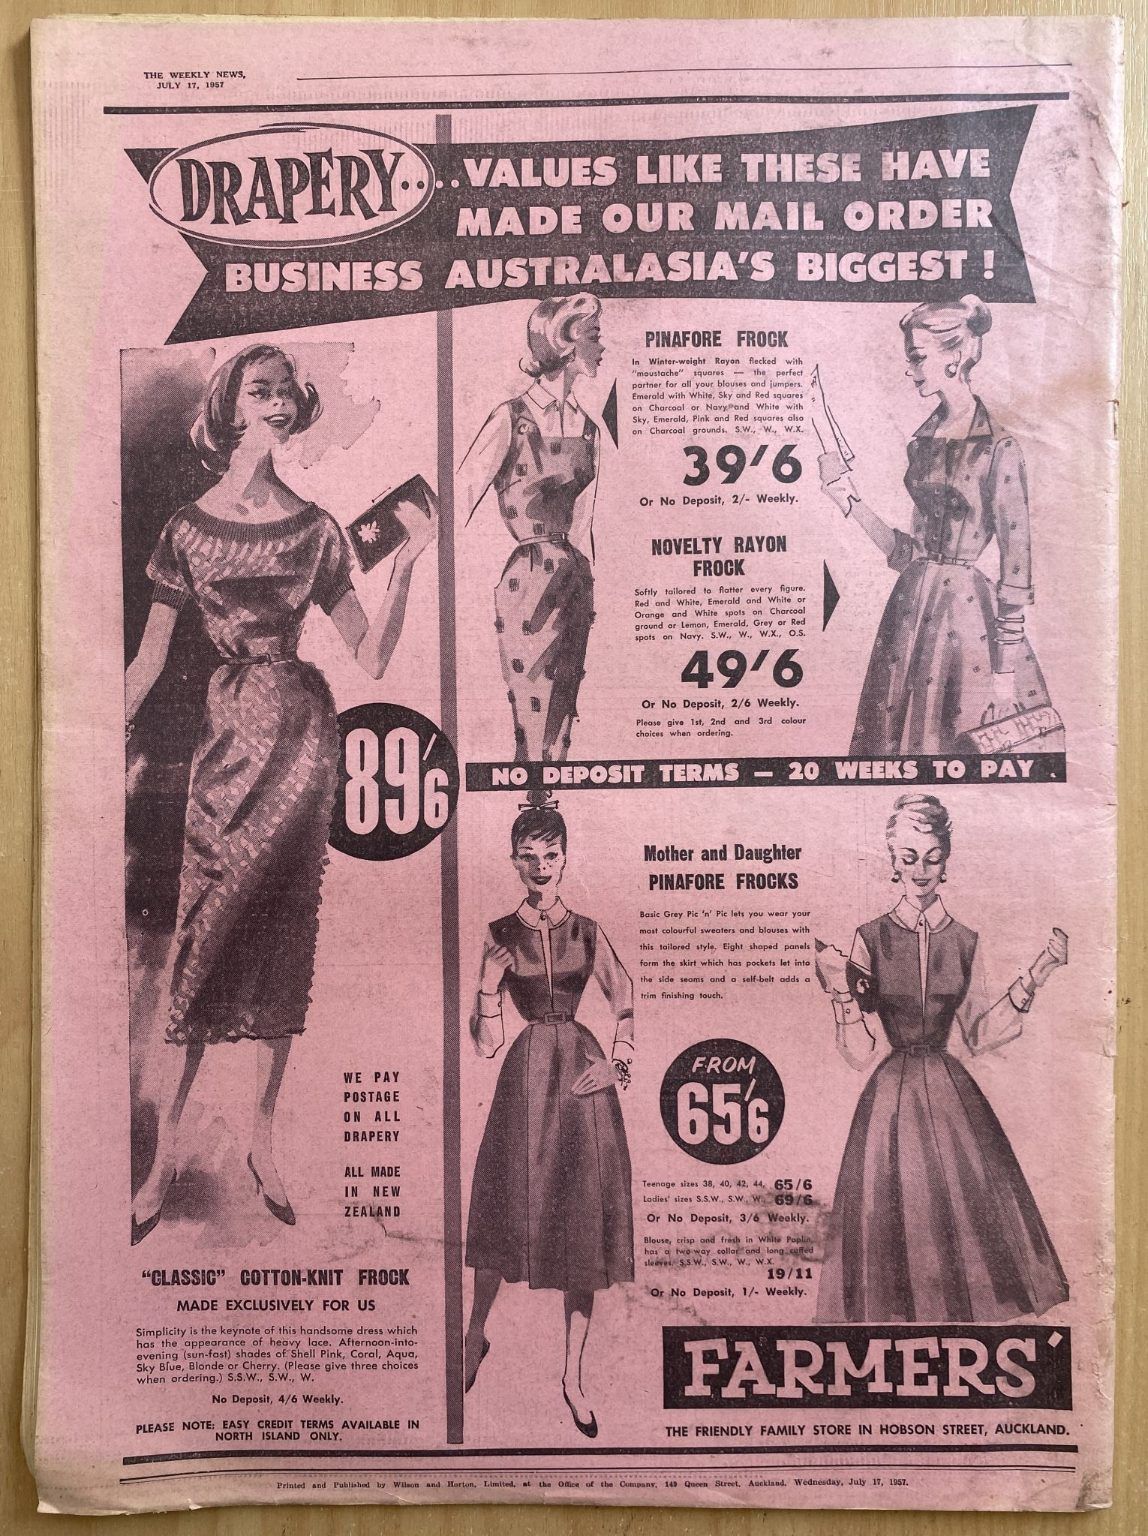 THE WEEKLY NEWS,
JULY 17, 1957
DRAPERY....VALUES LIKE THESE HAVE
MADE OUR MAIL ORDER
BUSINESS AUSTRALASIA'S BIGGEST !
PINAFORE FROCK
In Winter-weight Rayon flecked with
"moustache" squares — the perfect
partner for all your blouses and jumpers.
Emerald with White, Sky and Red squares
on Charcoal or Navy and White with
Sky, Emerald, Pink and Red squares also
on Charcoal grounds. S.W., W., W.X.
39/6
Or No Deposit, 2/- Weekly.
NOVELTY RAYON
FROCK
Softly tailored to flatter every figure.
Red and White, Emerald and White or
Orange and White spots on Charcoal
ground or Lemon, Emerald, Grey or Red
spots on Navy. S.W., W., W.X., O.S.
49/6
Or No Deposit, 2/6 Weekly.
Please give 1st, 2nd and 3rd colour
choices when ordering.
89/6
NO DEPOSIT TERMS — 20 WEEKS TO PAY .
Mother and Daughter
PINAFORE FROCKS
Basic Grey Pic 'n' Pic lets you wear your
most colourful sweaters and blouses with
this tailored style. Eight shaped panels
form the skirt which has pockets let into
the side seams and a self-belt adds a
trim finishing touch.
FROM
65/6
Teenage sizes 38, 40, 42, 44, 65/6
Ladies' sizes S.S.W., S.W., W. 69/6
Or No Deposit, 3/6 Weekly.
Blouse, crisp and fresh in White Poplin,
has a two-way collar and long cuffed
sleeves. S.S.W., S.W., W., W.X.
19/11
Or No Deposit, 1/- Weekly.
WE PAY
POSTAGE
ON ALL
DRAPERY
ALL MADE
IN NEW
ZEALAND
"CLASSIC" COTTON-KNIT FROCK
MADE EXCLUSIVELY FOR US
Simplicity is the keynote of this handsome dress which
has the appearance of heavy lace. Afternoon-into-
evening (sun-fast) shades of Shell Pink, Coral, Aqua,
Sky Blue, Blonde or Cherry. (Please give three choices
when ordering.) S.S.W., S.W., W.
No Deposit, 4/6 Weekly.
PLEASE NOTE: EASY CREDIT TERMS AVAILABLE IN
NORTH ISLAND ONLY.
FARMERS'
THE FRIENDLY FAMILY STORE IN HOBSON STREET, AUCKLAND.
Printed and Published by Wilson and Horton, Limited, at the Office of the Company, 149 Queen Street, Auckland, Wednesday, July 17, 1957.